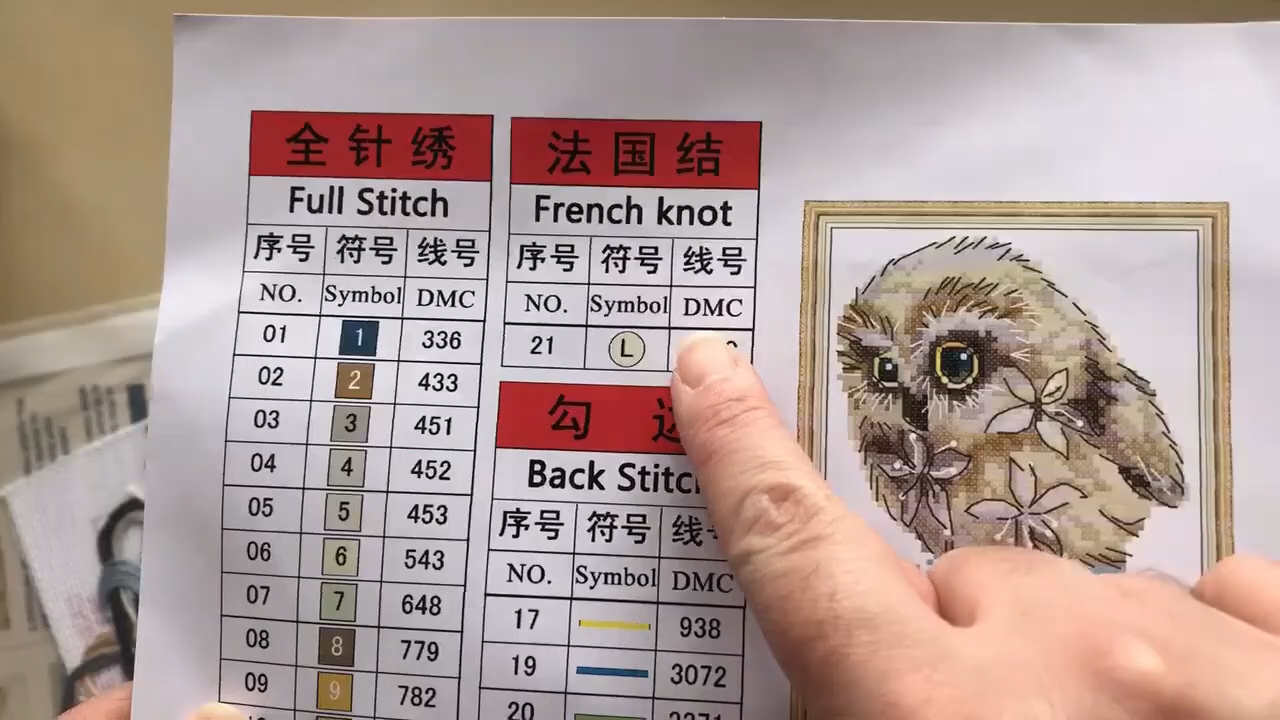 全针绣
Full Stitch
序号 符号 线号
NO. Symbol DMC
01 1 336
02 2 433
03 3 451
04 4 452
05 5 453
06 6 543
07 7 648
08 8 779
09 9 782
法国结
French knot
序号 符号 线号
NO. Symbol DMC
21 L
勾
Back Stitch
序号 符号 线
NO. Symbol DMC
17 938
19 3072
20